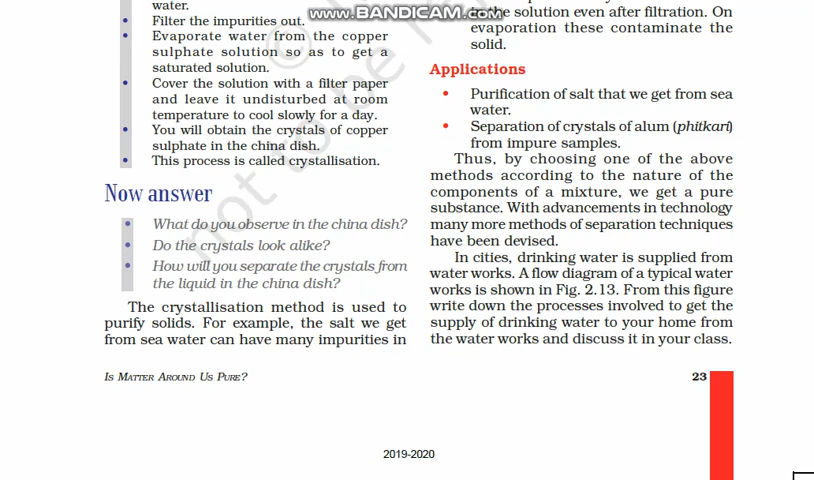 water.
• Filter the impurities out.
• Evaporate water from the copper
sulphate solution so as to get a
saturated solution.
• Cover the solution with a filter paper
and leave it undisturbed at room
temperature to cool slowly for a day.
• You will obtain the crystals of copper
sulphate in the china dish.
• This process is called crystallisation.
Now answer
• What do you observe in the china dish?
• Do the crystals look alike?
• How will you separate the crystals from
the liquid in the china dish?
The crystallisation method is used to
purify solids. For example, the salt we get
from sea water can have many impurities in
www.BANDICAM.com
in the solution even after filtration. On
evaporation these contaminate the
solid.
Applications
• Purification of salt that we get from sea
water.
• Separation of crystals of alum (phitkari)
from impure samples.
Thus, by choosing one of the above
methods according to the nature of the
components of a mixture, we get a pure
substance. With advancements in technology
many more methods of separation techniques
have been devised.
In cities, drinking water is supplied from
water works. A flow diagram of a typical water
works is shown in Fig. 2.13. From this figure
write down the processes involved to get the
supply of drinking water to your home from
the water works and discuss it in your class.
IS MATTER AROUND US PURE?
23
2019-2020
not to be re
©